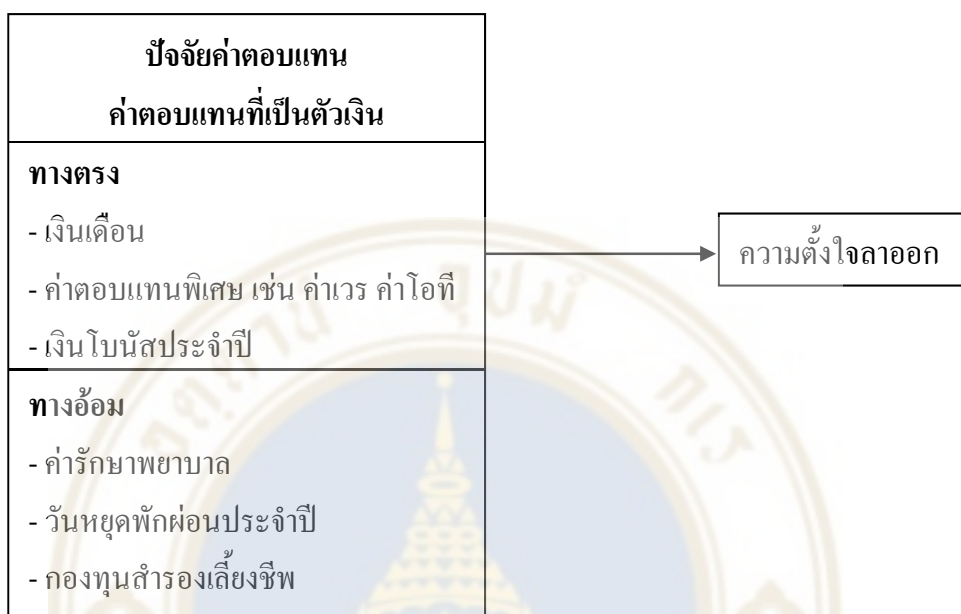 ปัจจัยค่าตอบแทน
ค่าตอบแทนที่เป็นตัวเงิน
ทางตรง
- เงินเดือน
- ค่าตอบแทนพิเศษ เช่น ค่าเวร ค่าโอที
- เงินโบนัสประจำปี
ความตั้งใจลาออก
ทางอ้อม
- ค่ารักษาพยาบาล
- วันหยุดพักผ่อนประจำปี
- กองทุนสำรองเลี้ยงชีพ